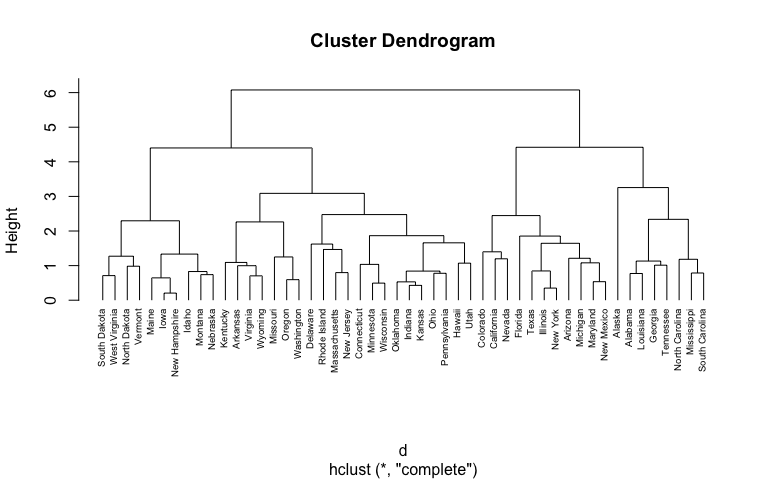 Cluster Dendrogram
Height
0
1
2
3
4
5
6
South Dakota
West Virginia
North Dakota
Vermont
Maine
Iowa
New Hampshire
Idaho
Montana
Nebraska
Kentucky
Arkansas
Virginia
Wyoming
Missouri
Oregon
Washington
Delaware
Rhode Island
Massachusetts
New Jersey
Connecticut
Minnesota
Wisconsin
Oklahoma
Indiana
Kansas
Ohio
Pennsylvania
Hawaii
Utah
Colorado
California
Nevada
Florida
Texas
Illinois
New York
Arizona
Michigan
Maryland
New Mexico
Alaska
Alabama
Louisiana
Georgia
Tennessee
North Carolina
Mississippi
South Carolina
d
hclust (*, "complete")